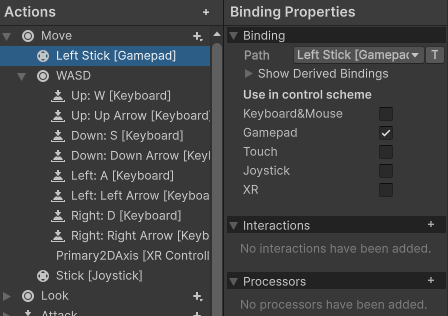 Actions +
Move +
Left Stick [Gamepad]
WASD
Up: W [Keyboard]
Up: Up Arrow [Keyboard]
Down: S [Keyboard]
Down: Down Arrow [Keyl
Left: A [Keyboard]
Left: Left Arrow [Keyboa
Right: D [Keyboard]
Right: Right Arrow [Keyb
Primary2DAxis [XR Controll
Stick [Joystick]
Look +
Attack +
Binding Properties
Binding
Path Left Stick [Gamepad T
Show Derived Bindings
Use in control scheme
Keyboard&Mouse
Gamepad
Touch
Joystick
XR
Interactions +
No interactions have been added.
Processors +
No processors have been added.